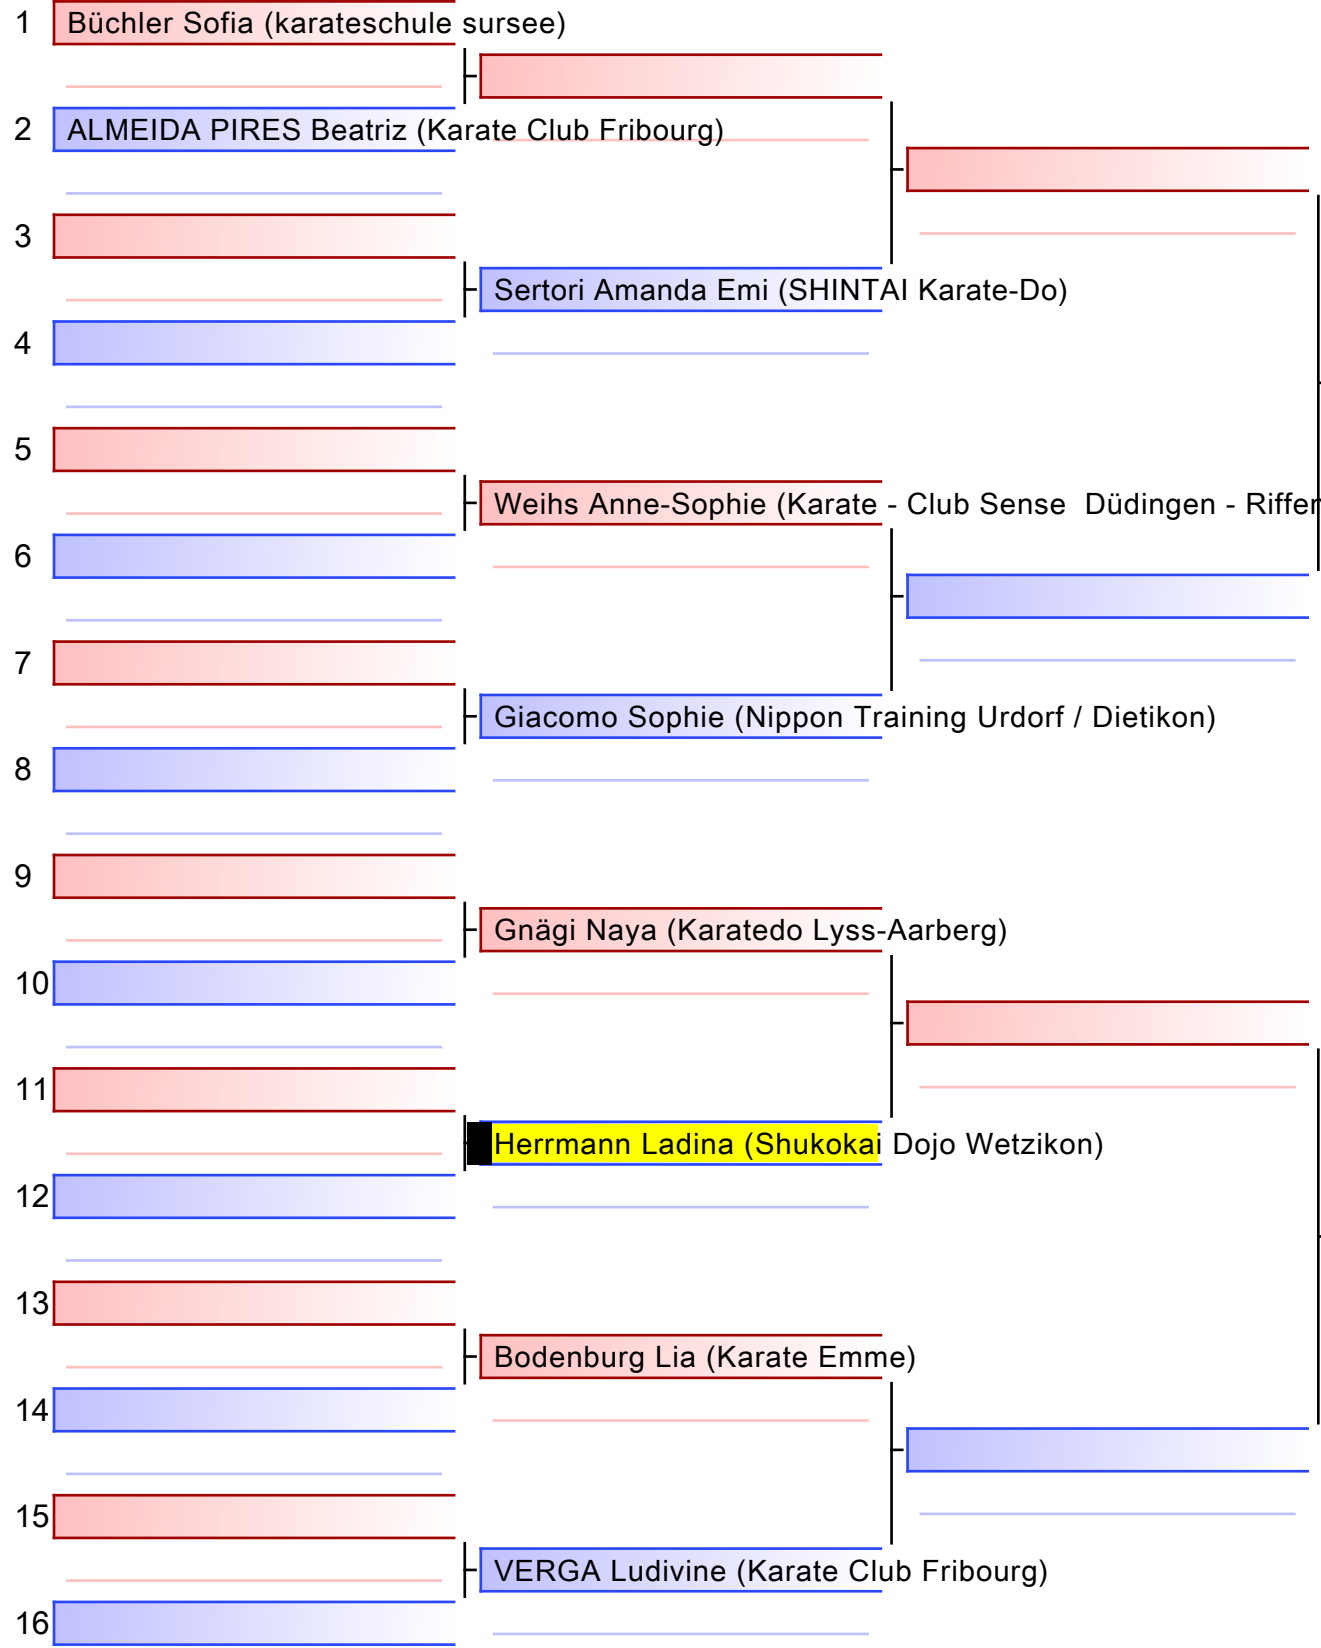 1 Büchler Sofia (karateschule sursee)
2 ALMEIDA PIRES Beatriz (Karate Club Fribourg)
3
Sertori Amanda Emi (SHINTAI Karate-Do)
4
5
Weihs Anne-Sophie (Karate - Club Sense Düdingen - Riffer
6
7
Giacomo Sophie (Nippon Training Urdorf / Dietikon)
8
9
Gnägi Naya (Karatedo Lyss-Aarberg)
10
11
Herrmann Ladina (Shukokai Dojo Wetzikon)
12
13
Bodenburg Lia (Karate Emme)
14
15
VERGA Ludivine (Karate Club Fribourg)
16